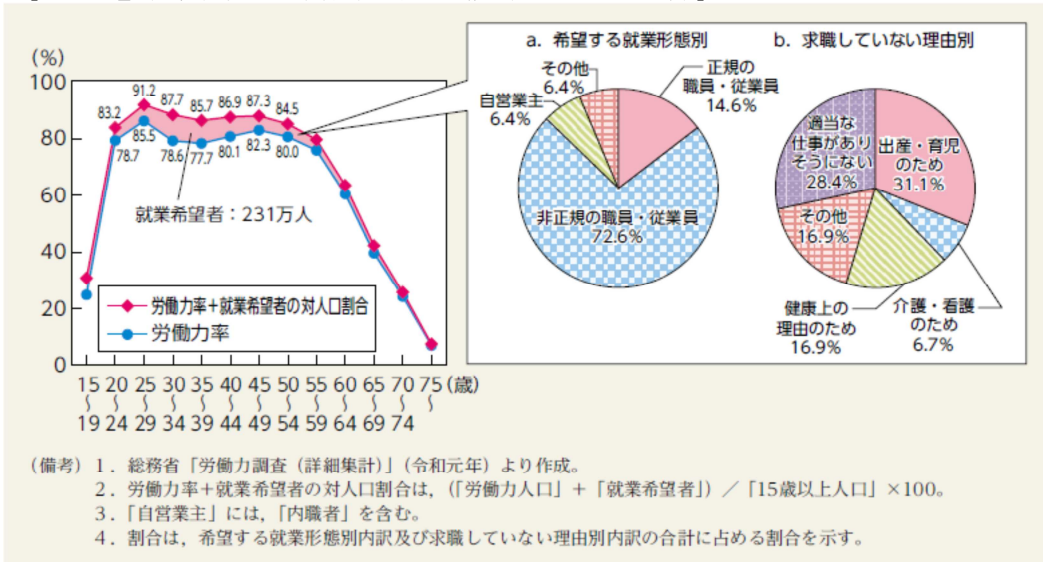 a. 希望する就業形態別
b. 求職していない理由別
(%)
100
80
60
40
20
0
83.2
91.2
87.7
85.7
86.9
87.3
84.5
78.7
85.5
78.6
77.7
80.1
82.3
80.0
就業希望者：231万人
労働力率＋就業希望者の対人口割合
労働力率
15 20 25 30 35 40 45 50 55 60 65 70 75 (歳)
〜 〜 〜 〜 〜 〜 〜 〜 〜 〜 〜 〜 〜
19 24 29 34 39 44 49 54 59 64 69 74
その他
6.4%
正規の
職員・従業員
14.6%
自営業主
6.4%
非正規の職員・従業員
72.6%
適当な
仕事があり
そうにない
28.4%
出産・育児
のため
31.1%
その他
16.9%
健康上の
理由のため
16.9%
介護・看護
のため
6.7%
（備考）１．総務省「労働力調査（詳細集計）」（令和元年）より作成。
２．労働力率＋就業希望者の対人口割合は，（「労働力人口」＋「就業希望者」）／「15歳以上人口」×100。
３．「自営業主」には，「内職者」を含む。
４．割合は，希望する就業形態別内訳及び求職していない理由別内訳の合計に占める割合を示す。